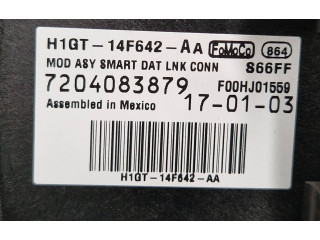 H1GT-14F642-AA FoMoCo 864
MOD ASY SMART DAT LNK CONN S66FF
7204083879 F00HJ01559
Assembled in Mexico 17-01-03
H1GT-14F642-AA